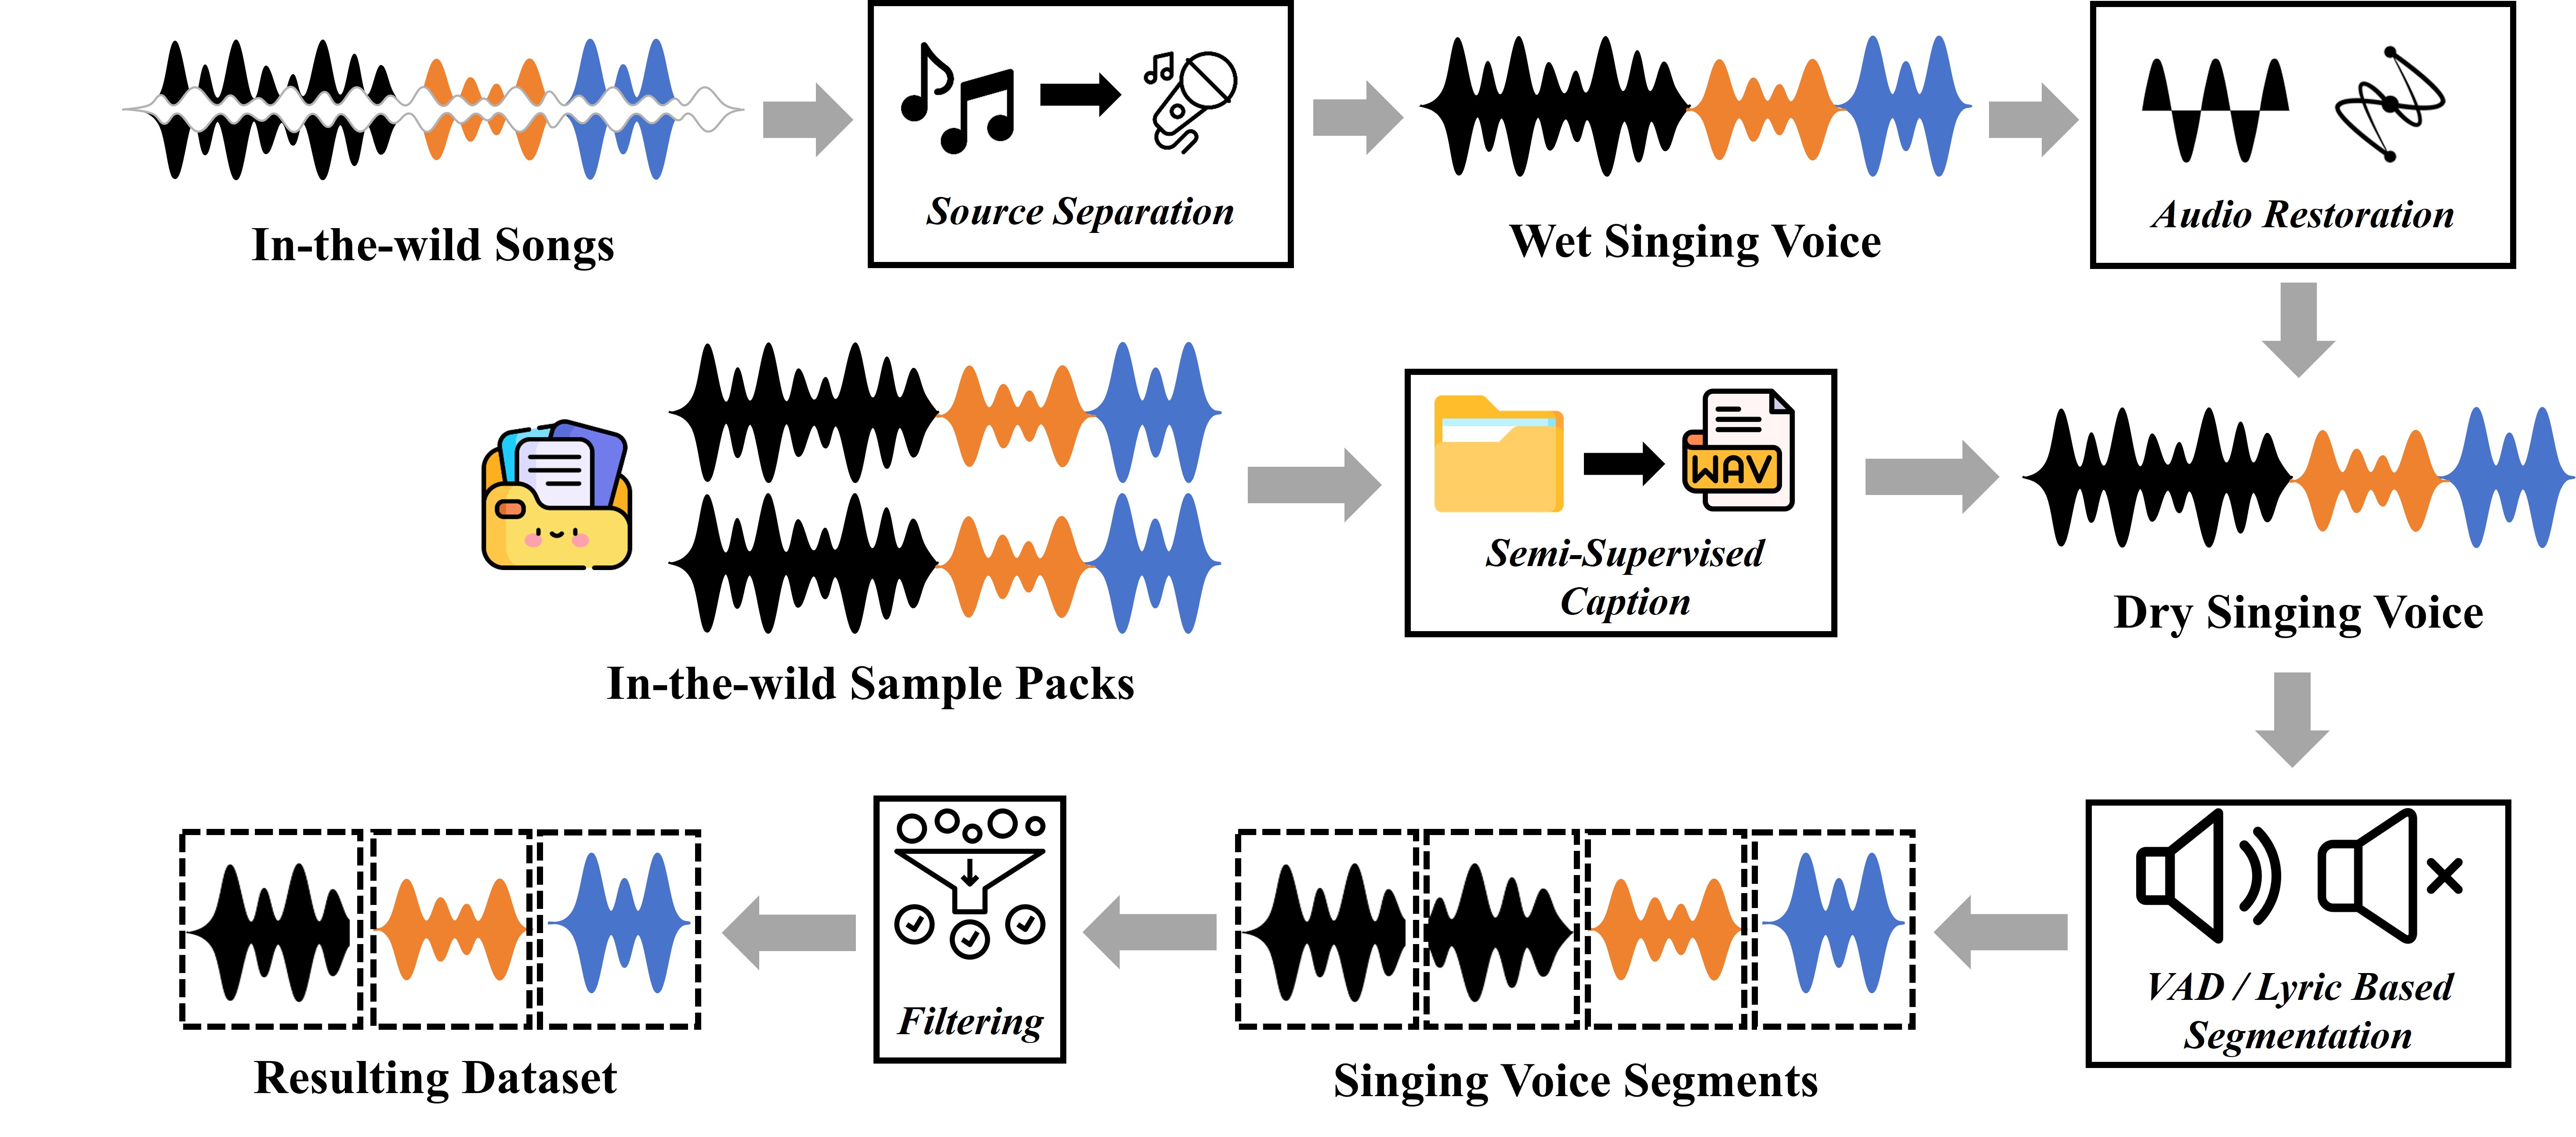 Source Separation
Audio Restoration
In-the-wild Songs
Wet Singing Voice
WAV
Semi-Supervised
Caption
Dry Singing Voice
In-the-wild Sample Packs
VAD / Lyric Based
Segmentation
Filtering
Resulting Dataset
Singing Voice Segments